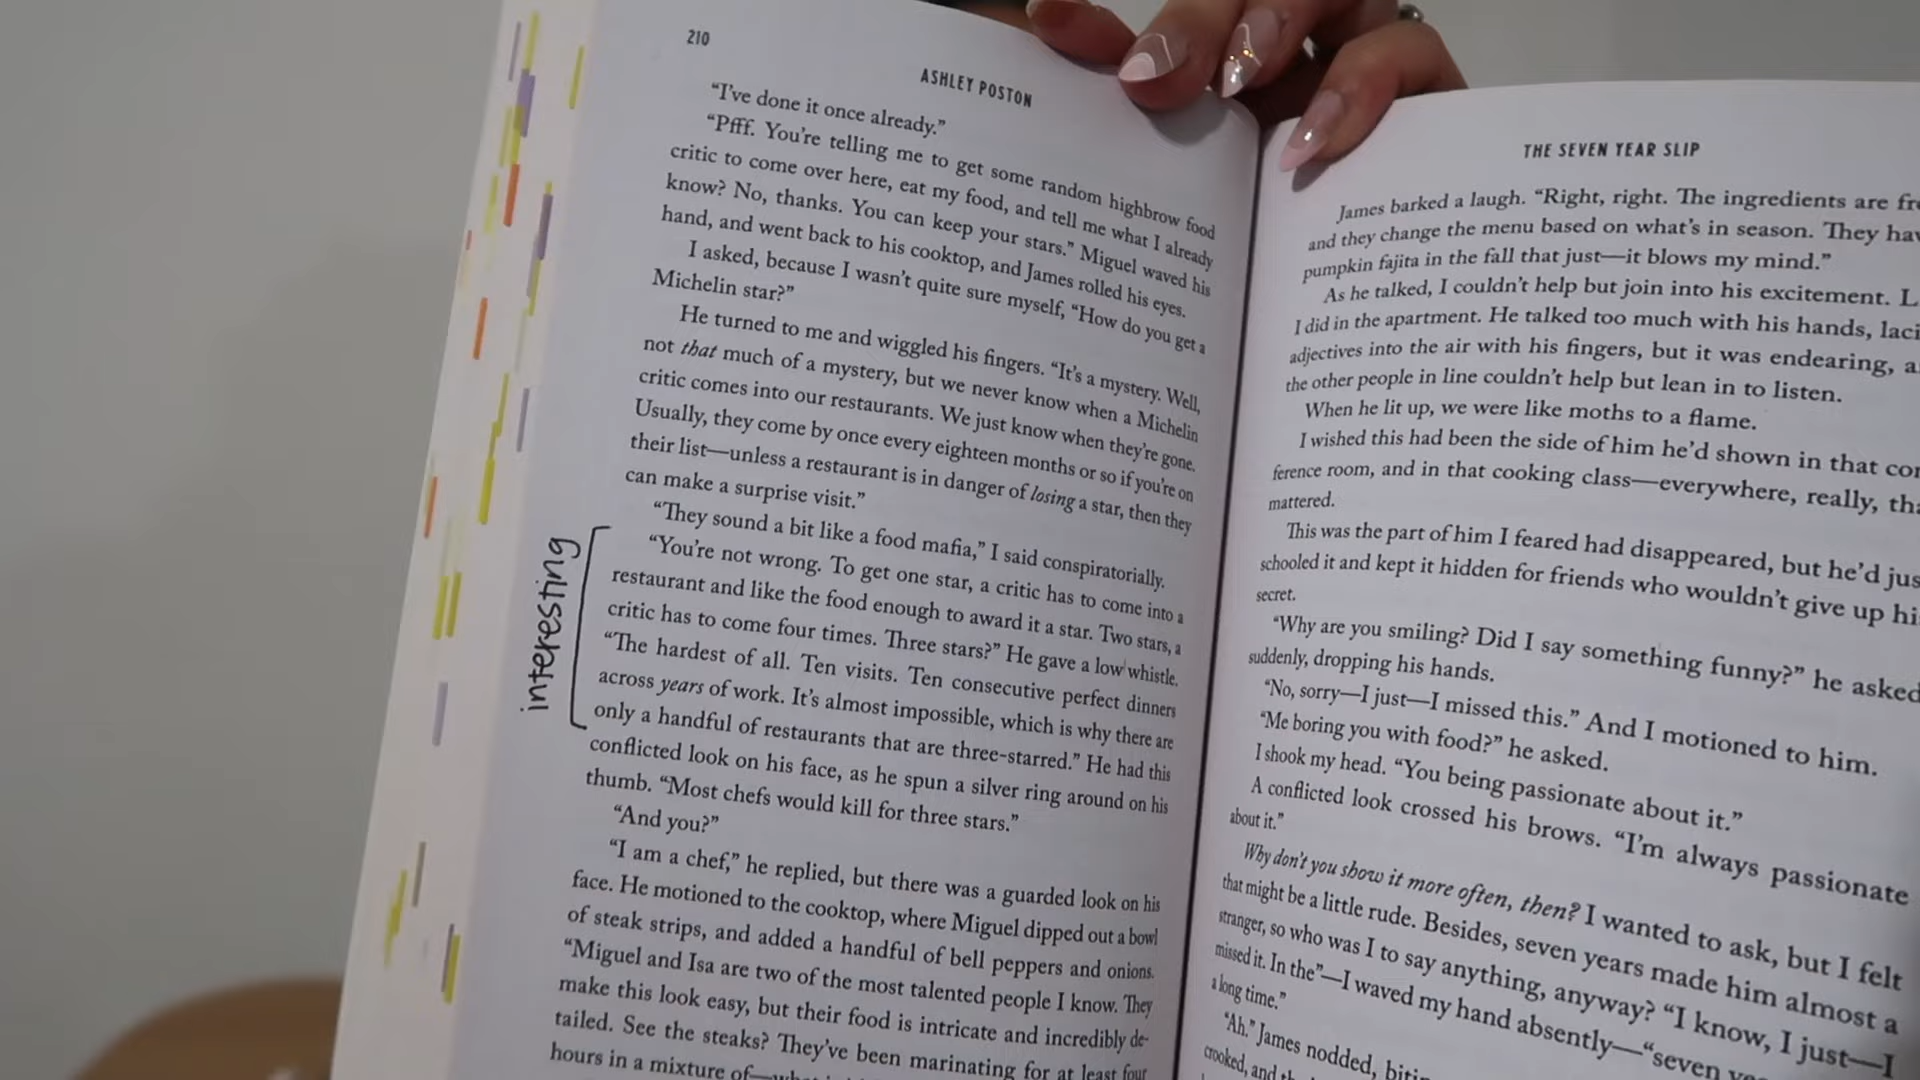 210
ASHLEY POSTON
"I've done it once already."
"Pfff. You're telling me to get some random highbrow food
critic to come over here, eat my food, and tell me what I already
know? No, thanks. You can keep your stars." Miguel waved his
hand, and went back to his cooktop, and James rolled his eyes.
I asked, because I wasn't quite sure myself, "How do you get a
Michelin star?"
He turned to me and wiggled his fingers. "It's a mystery. Well,
not that much of a mystery, but we never know when a Michelin
critic comes into our restaurants. We just know when they're gone.
Usually, they come by once every eighteen months or so if you're on
their list—unless a restaurant is in danger of losing a star, then they
can make a surprise visit."
"They sound a bit like a food mafia," I said conspiratorially.
"You're not wrong. To get one star, a critic has to come into a
restaurant and like the food enough to award it a star. Two stars, a
critic has to come four times. Three stars?" He gave a low whistle.
"The hardest of all. Ten visits. Ten consecutive perfect dinners
across years of work. It's almost impossible, which is why there are
only a handful of restaurants that are three-starred." He had this
conflicted look on his face, as he spun a silver ring around on his
thumb. "Most chefs would kill for three stars."
"And you?"
"I am a chef," he replied, but there was a guarded look on his
face. He motioned to the cooktop, where Miguel dipped out a bowl
of steak strips, and added a handful of bell peppers and onions.
"Miguel and Isa are two of the most talented people I know. They
make this look easy, but their food is intricate and incredibly de-
tailed. See the steaks? They've been marinating for at least four
hours in a mixture of—
interesting
THE SEVEN YEAR SLIP
James barked a laugh. "Right, right. The ingredients are
and they change the menu based on what's in season. They
pumpkin fajita in the fall that just—it blows my mind."
As he talked, I couldn't help but join into his excitement.
I did in the apartment. He talked too much with his hands,
adjectives into the air with his fingers, but it was endearing,
the other people in line couldn't help but lean in to listen.
When he lit up, we were like moths to a flame.
I wished this had been the side of him he'd shown in that
ference room, and in that cooking class—everywhere, really,
mattered.
This was the part of him I feared had disappeared, but he'd
schooled it and kept it hidden for friends who wouldn't give up
secret.
"Why are you smiling? Did I say something funny?" he asked
suddenly, dropping his hands.
"No, sorry—I just—I missed this." And I motioned to him.
"Me boring you with food?" he asked.
I shook my head. "You being passionate about it."
A conflicted look crossed his brows. "I'm always passionate
about it."
Why don't you show it more often, then? I wanted to ask, but I felt
that might be a little rude. Besides, seven years made him almost a
stranger, so who was I to say anything, anyway? "I know, I just—I
missed it. In the"—I waved my hand absently—"seven
a long time."
"Ah." James nodded,
crooked, and